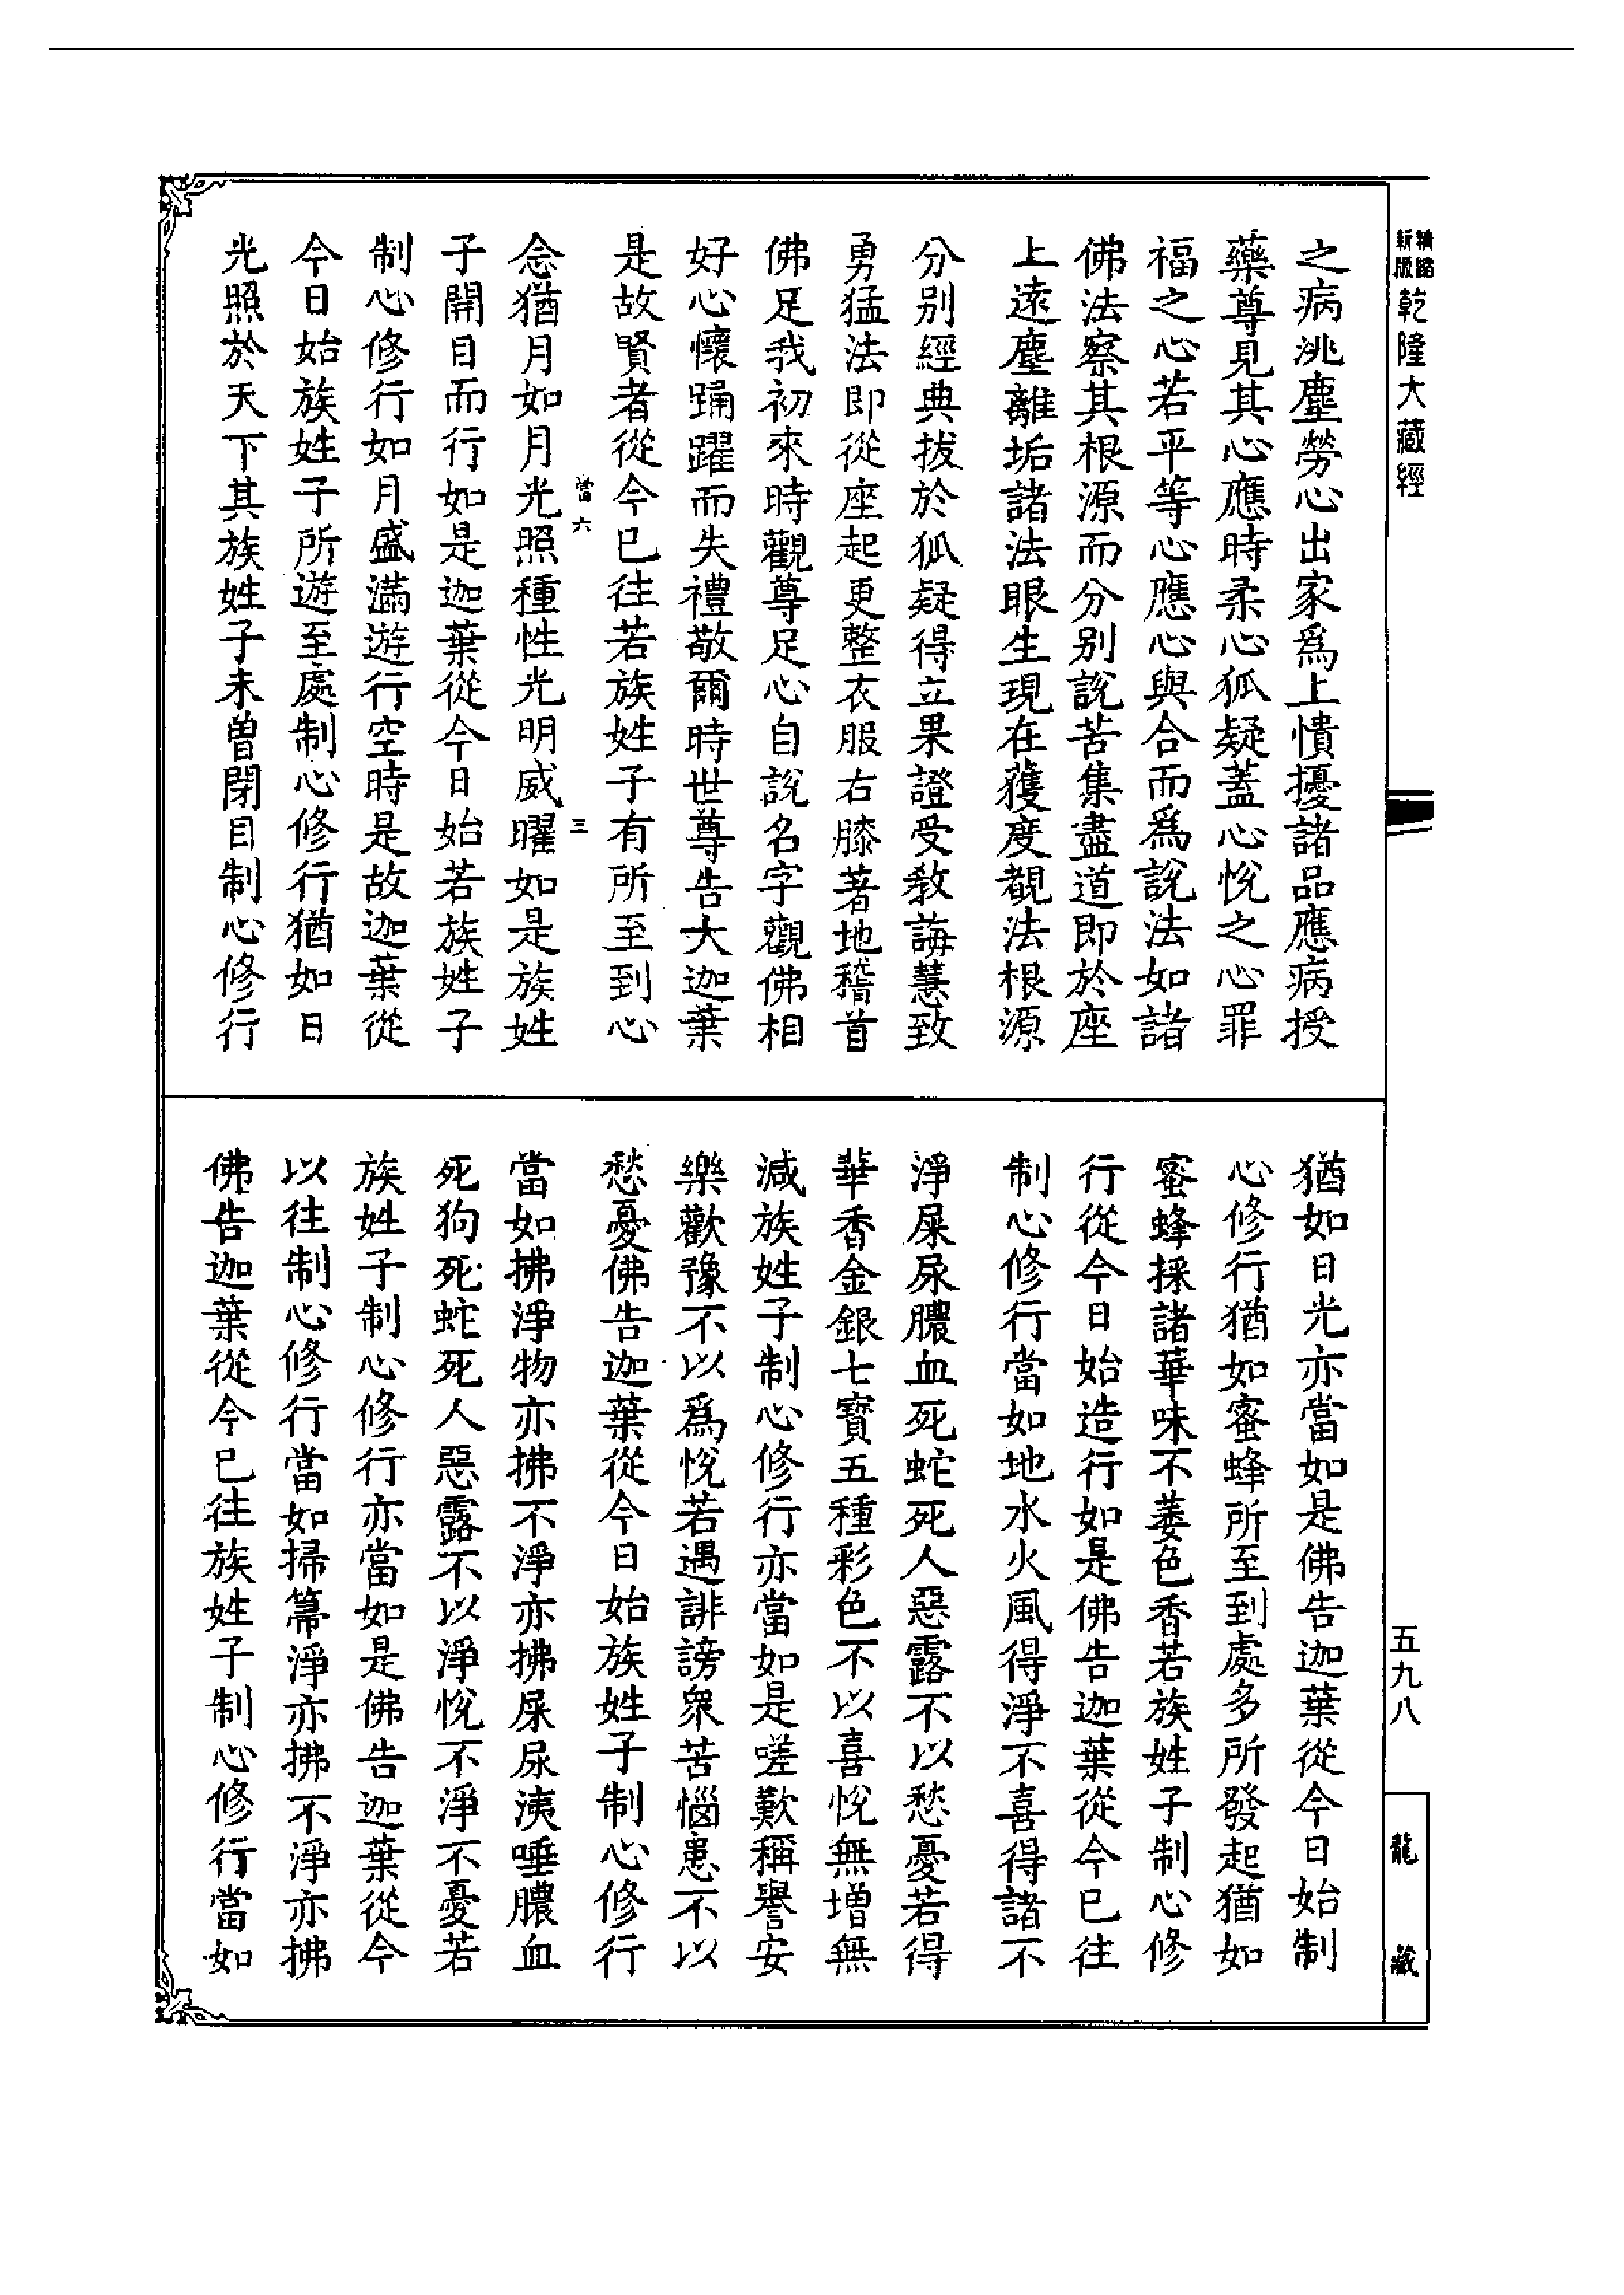 精縮新版乾隆大藏經
之病洮塵勞心出家爲上憒擾諸品應病授
藥尊見其心應時柔心狐疑蓋心悅之心罪
福之心若平等心應心與合而爲說法如諸
佛法察其根源而分別說苦集盡道即於座
上遠塵離垢諸法眼生現在獲度覩法根源
分別經典拔於狐疑得立果證受教誨慧致
勇猛法即從座起更整衣服右膝著地稽首
佛足我初來時觀尊足心自說名字觀佛相
好心懷踊躍而失禮敬爾時世尊告大迦葉
是故賢者從今已往若族姓子有所至到心
當六 三
念猶月如月光照種性光明威曜如是族姓
子開目而行如是迦葉從今日始若族姓子
制心修行如月盛滿遊行空時是故迦葉從
今日始族姓子所遊至處制心修行猶如日
光照於天下其族姓子未曾閉目制心修行
猶如日光亦當如是佛告迦葉從今日始制
心修行猶如蜜蜂所至到處多所發起猶如
蜜蜂採諸華味不萎色香若族姓子制心修
行從今日始造行如是佛告迦葉從今已往
制心修行當如地水火風得淨不喜得諸不
淨屎尿膿血死蛇死人惡露不以愁憂若得
華香金銀七寶五種彩色不以喜悅無增無
減族姓子制心修行亦當如是嗟歎稱譽安
樂歡豫不以爲悅若遇誹謗衆苦惱患不以
愁憂佛告迦葉從今日始族姓子制心修行
當如拂淨物亦拂不淨亦拂屎尿洟唾膿血
死狗死蛇死人惡露不以淨悅不淨不憂若
族姓子制心修行亦當如是佛告迦葉從今
以往制心修行當如掃篲淨亦拂不淨亦拂
佛告迦葉從今已往族姓子制心修行當如
五九八
龍藏